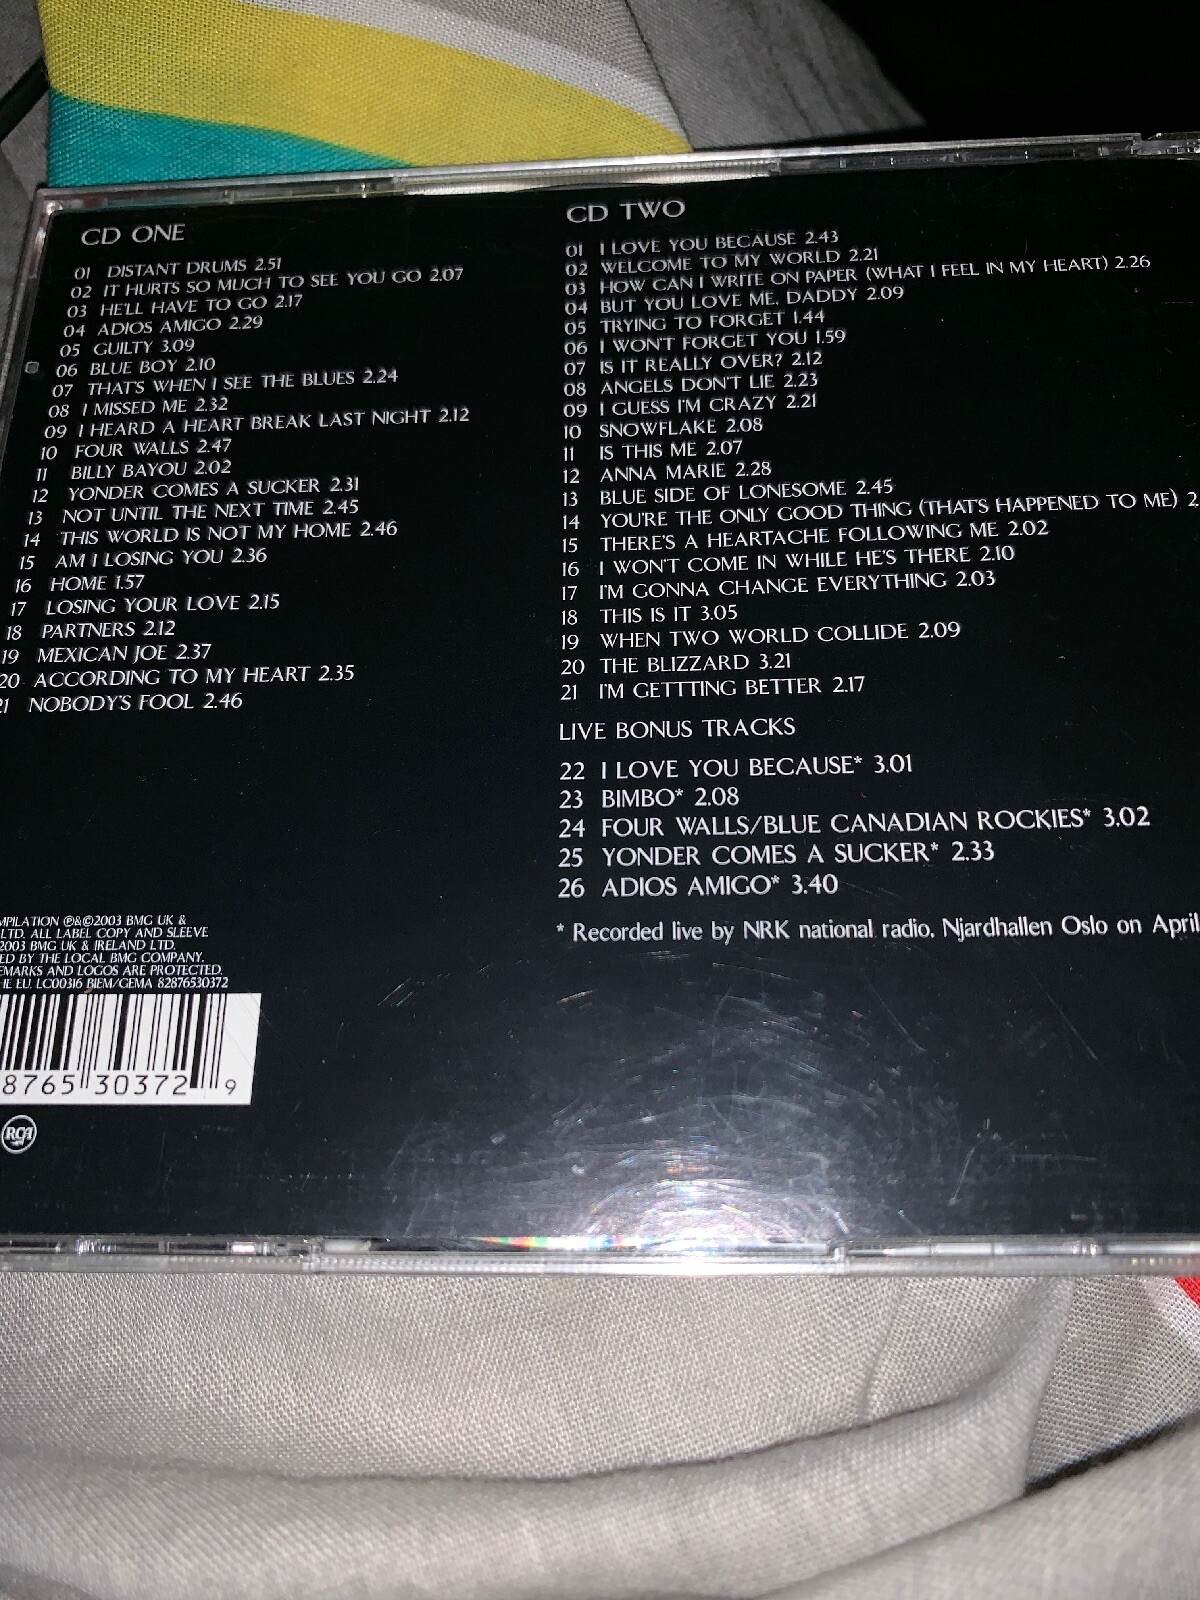 CD ONE
01 DISTANT DRUMS 2.51
02 IT HURTS SO MUCH TO SEE YOU GO 2.07
03 HE'LL HAVE TO GO 2.17
04 ADIOS AMIGO 2.29
05 GUILTY 3.09
06 BLUE BOY 2.10
07 THAT'S WHEN I SEE THE BLUES 2.24
08 I MISSED ME 2.32
09 I HEARD A HEART BREAK LAST NIGHT 2.12
10 FOUR WALLS 2.47
11 BILLY BAYOU 2.02
12 YONDER COMES A SUCKER 2.31
13 NOT UNTIL THE NEXT TIME 2.45
14 THIS WORLD IS NOT MY HOME 2.46
15 AM I LOSING YOU 2.36
16 HOME 1.57
17 LOSING YOUR LOVE 2.15
18 PARTNERS 2.12
19 MEXICAN JOE 2.37
20 ACCORDING TO MY HEART 2.35
21 NOBODY'S FOOL 2.46
CD TWO
01 I LOVE YOU BECAUSE 2.43
02 WELCOME TO MY WORLD 2.21
03 HOW CAN I WRITE ON PAPER (WHAT I FEEL IN MY HEART) 2.26
04 BUT YOU LOVE ME, DADDY 2.09
05 TRYING TO FORGET 1.44
06 I WON'T FORGET YOU 1.59
07 IS IT REALLY OVER? 2.12
08 ANGELS DON'T LIE 2.23
09 I GUESS I'M CRAZY 2.21
10 SNOWFLAKE 2.08
11 IS THIS ME 2.07
12 ANNA MARIE 2.28
13 BLUE SIDE OF LONESOME 2.45
14 YOU'RE THE ONLY GOOD THING (THAT'S HAPPENED TO ME) 2.
15 THERE'S A HEARTACHE FOLLOWING ME 2.02
16 I WON'T COME IN WHILE HE'S THERE 2.10
17 I'M GONNA CHANGE EVERYTHING 2.03
18 THIS IS IT 3.05
19 WHEN TWO WORLD COLLIDE 2.09
20 THE BLIZZARD 3.21
21 I'M GETTTING BETTER 2.17
LIVE BONUS TRACKS
22 I LOVE YOU BECAUSE* 3.01
23 BIMBO* 2.08
24 FOUR WALLS/BLUE CANADIAN ROCKIES* 3.02
25 YONDER COMES A SUCKER* 2.33
26 ADIOS AMIGO* 3.40
* Recorded live by NRK national radio, Njardhallen Oslo on April
MPILATION ℗&©2003 BMG UK &
LTD. ALL LABEL COPY AND SLEEVE
2003 BMG UK & IRELAND LTD.
ED BY THE LOCAL BMG COMPANY.
EMARKS AND LOGOS ARE PROTECTED.
HE EU. LC00316 BIEM/GEMA 82876530372
8765 30372 9
RCA